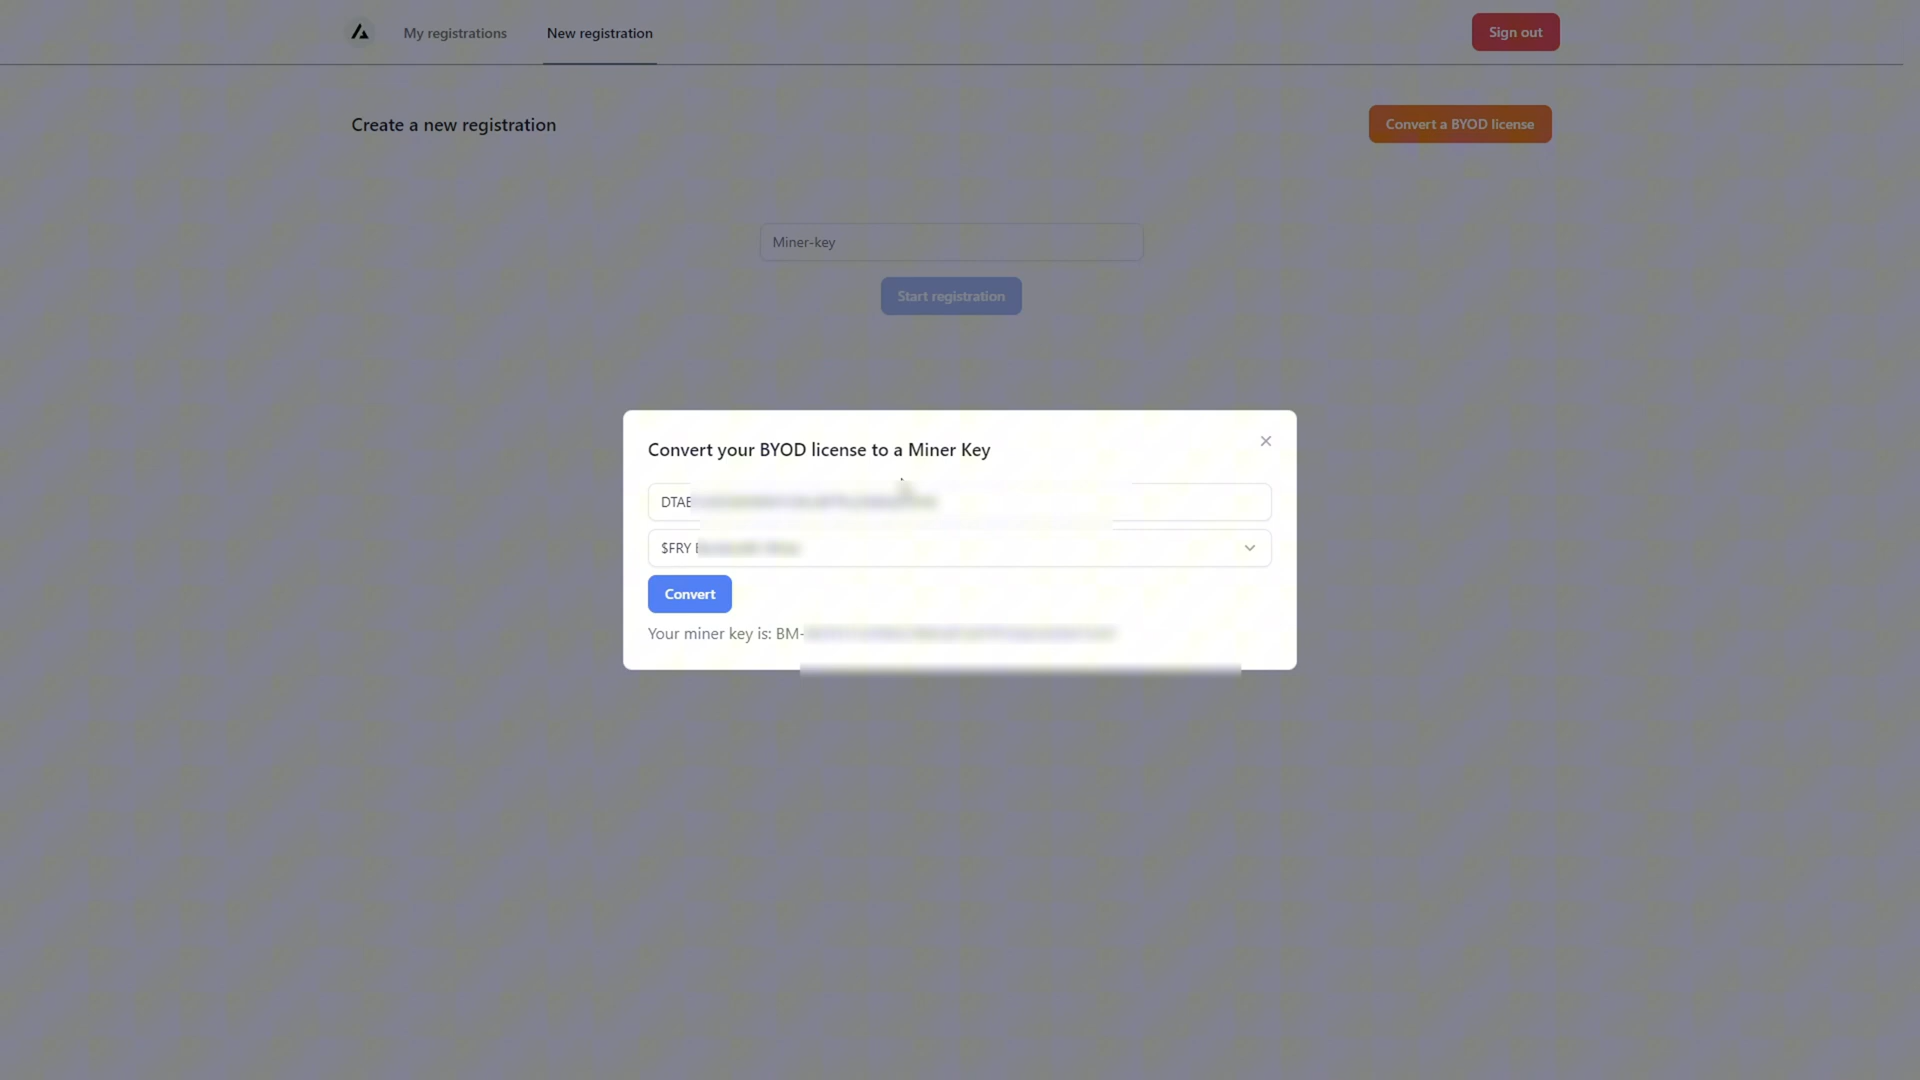 My registrations
New registration
Sign out
Create a new registration
Convert a BYOD license
Miner-key
Start registration
Convert your BYOD license to a Miner Key
DTAE
$FRY
Convert
Your miner key is: BM-